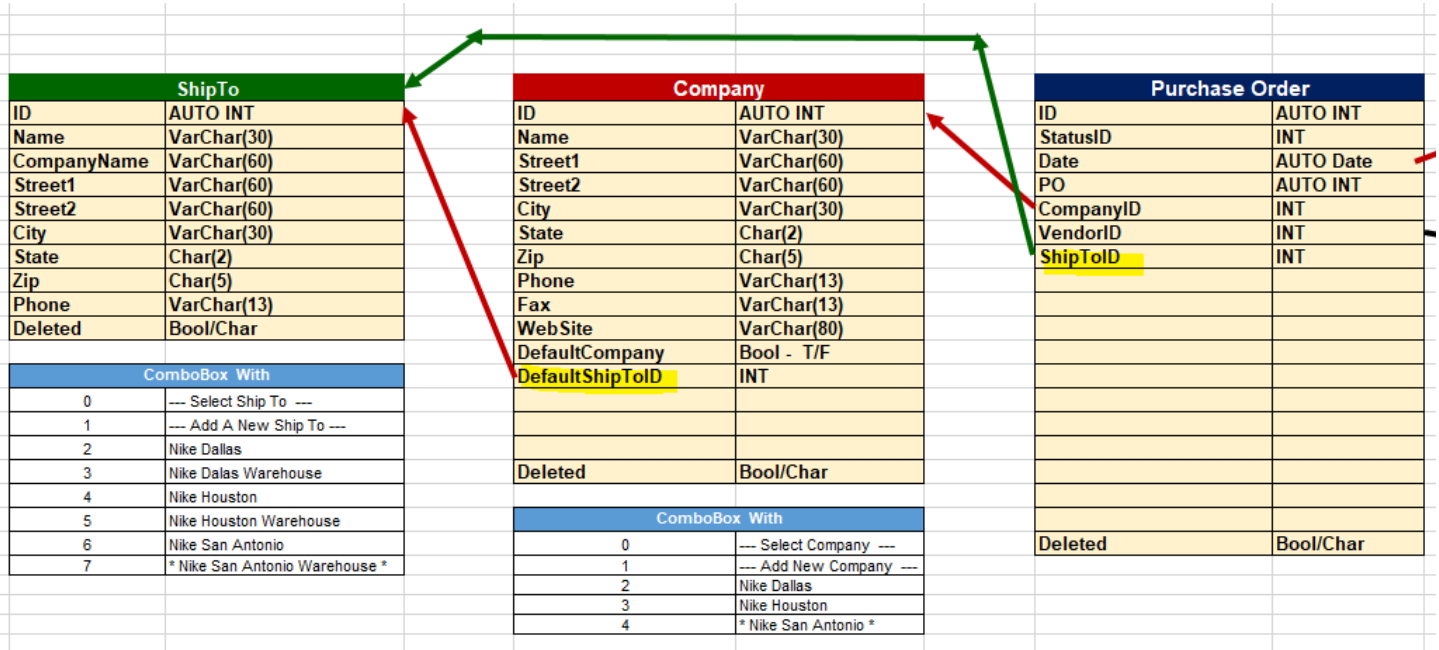 ShipTo
ID AUTO INT
Name VarChar(30)
CompanyName VarChar(60)
Street1 VarChar(60)
Street2 VarChar(60)
City VarChar(30)
State Char(2)
Zip Char(5)
Phone VarChar(13)
Deleted Bool/Char
ComboBox With
0 --- Select Ship To ---
1 --- Add A New Ship To ---
2 Nike Dallas
3 Nike Dalas Warehouse
4 Nike Houston
5 Nike Houston Warehouse
6 Nike San Antonio
7 * Nike San Antonio Warehouse *
Company
ID AUTO INT
Name VarChar(30)
Street1 VarChar(60)
Street2 VarChar(60)
City VarChar(30)
State Char(2)
Zip Char(5)
Phone VarChar(13)
Fax VarChar(13)
WebSite VarChar(80)
DefaultCompany Bool - T/F
DefaultShipToID INT
Deleted Bool/Char
ComboBox With
0 --- Select Company ---
1 --- Add New Company ---
2 Nike Dallas
3 Nike Houston
4 * Nike San Antonio *
Purchase Order
ID AUTO INT
StatusID INT
Date AUTO Date
PO AUTO INT
CompanyID INT
VendorID INT
ShipToID INT
Deleted Bool/Char